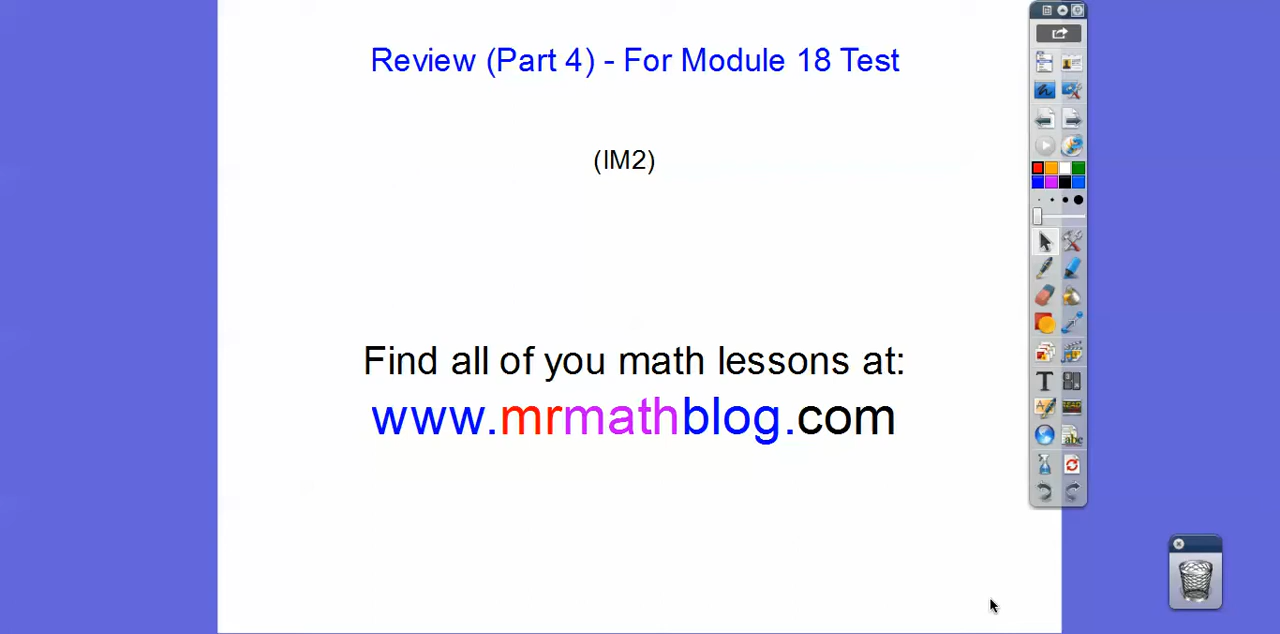 Review (Part 4) - For Module 18 Test
(IM2)
Find all of you math lessons at:
www.mrmathblog.com